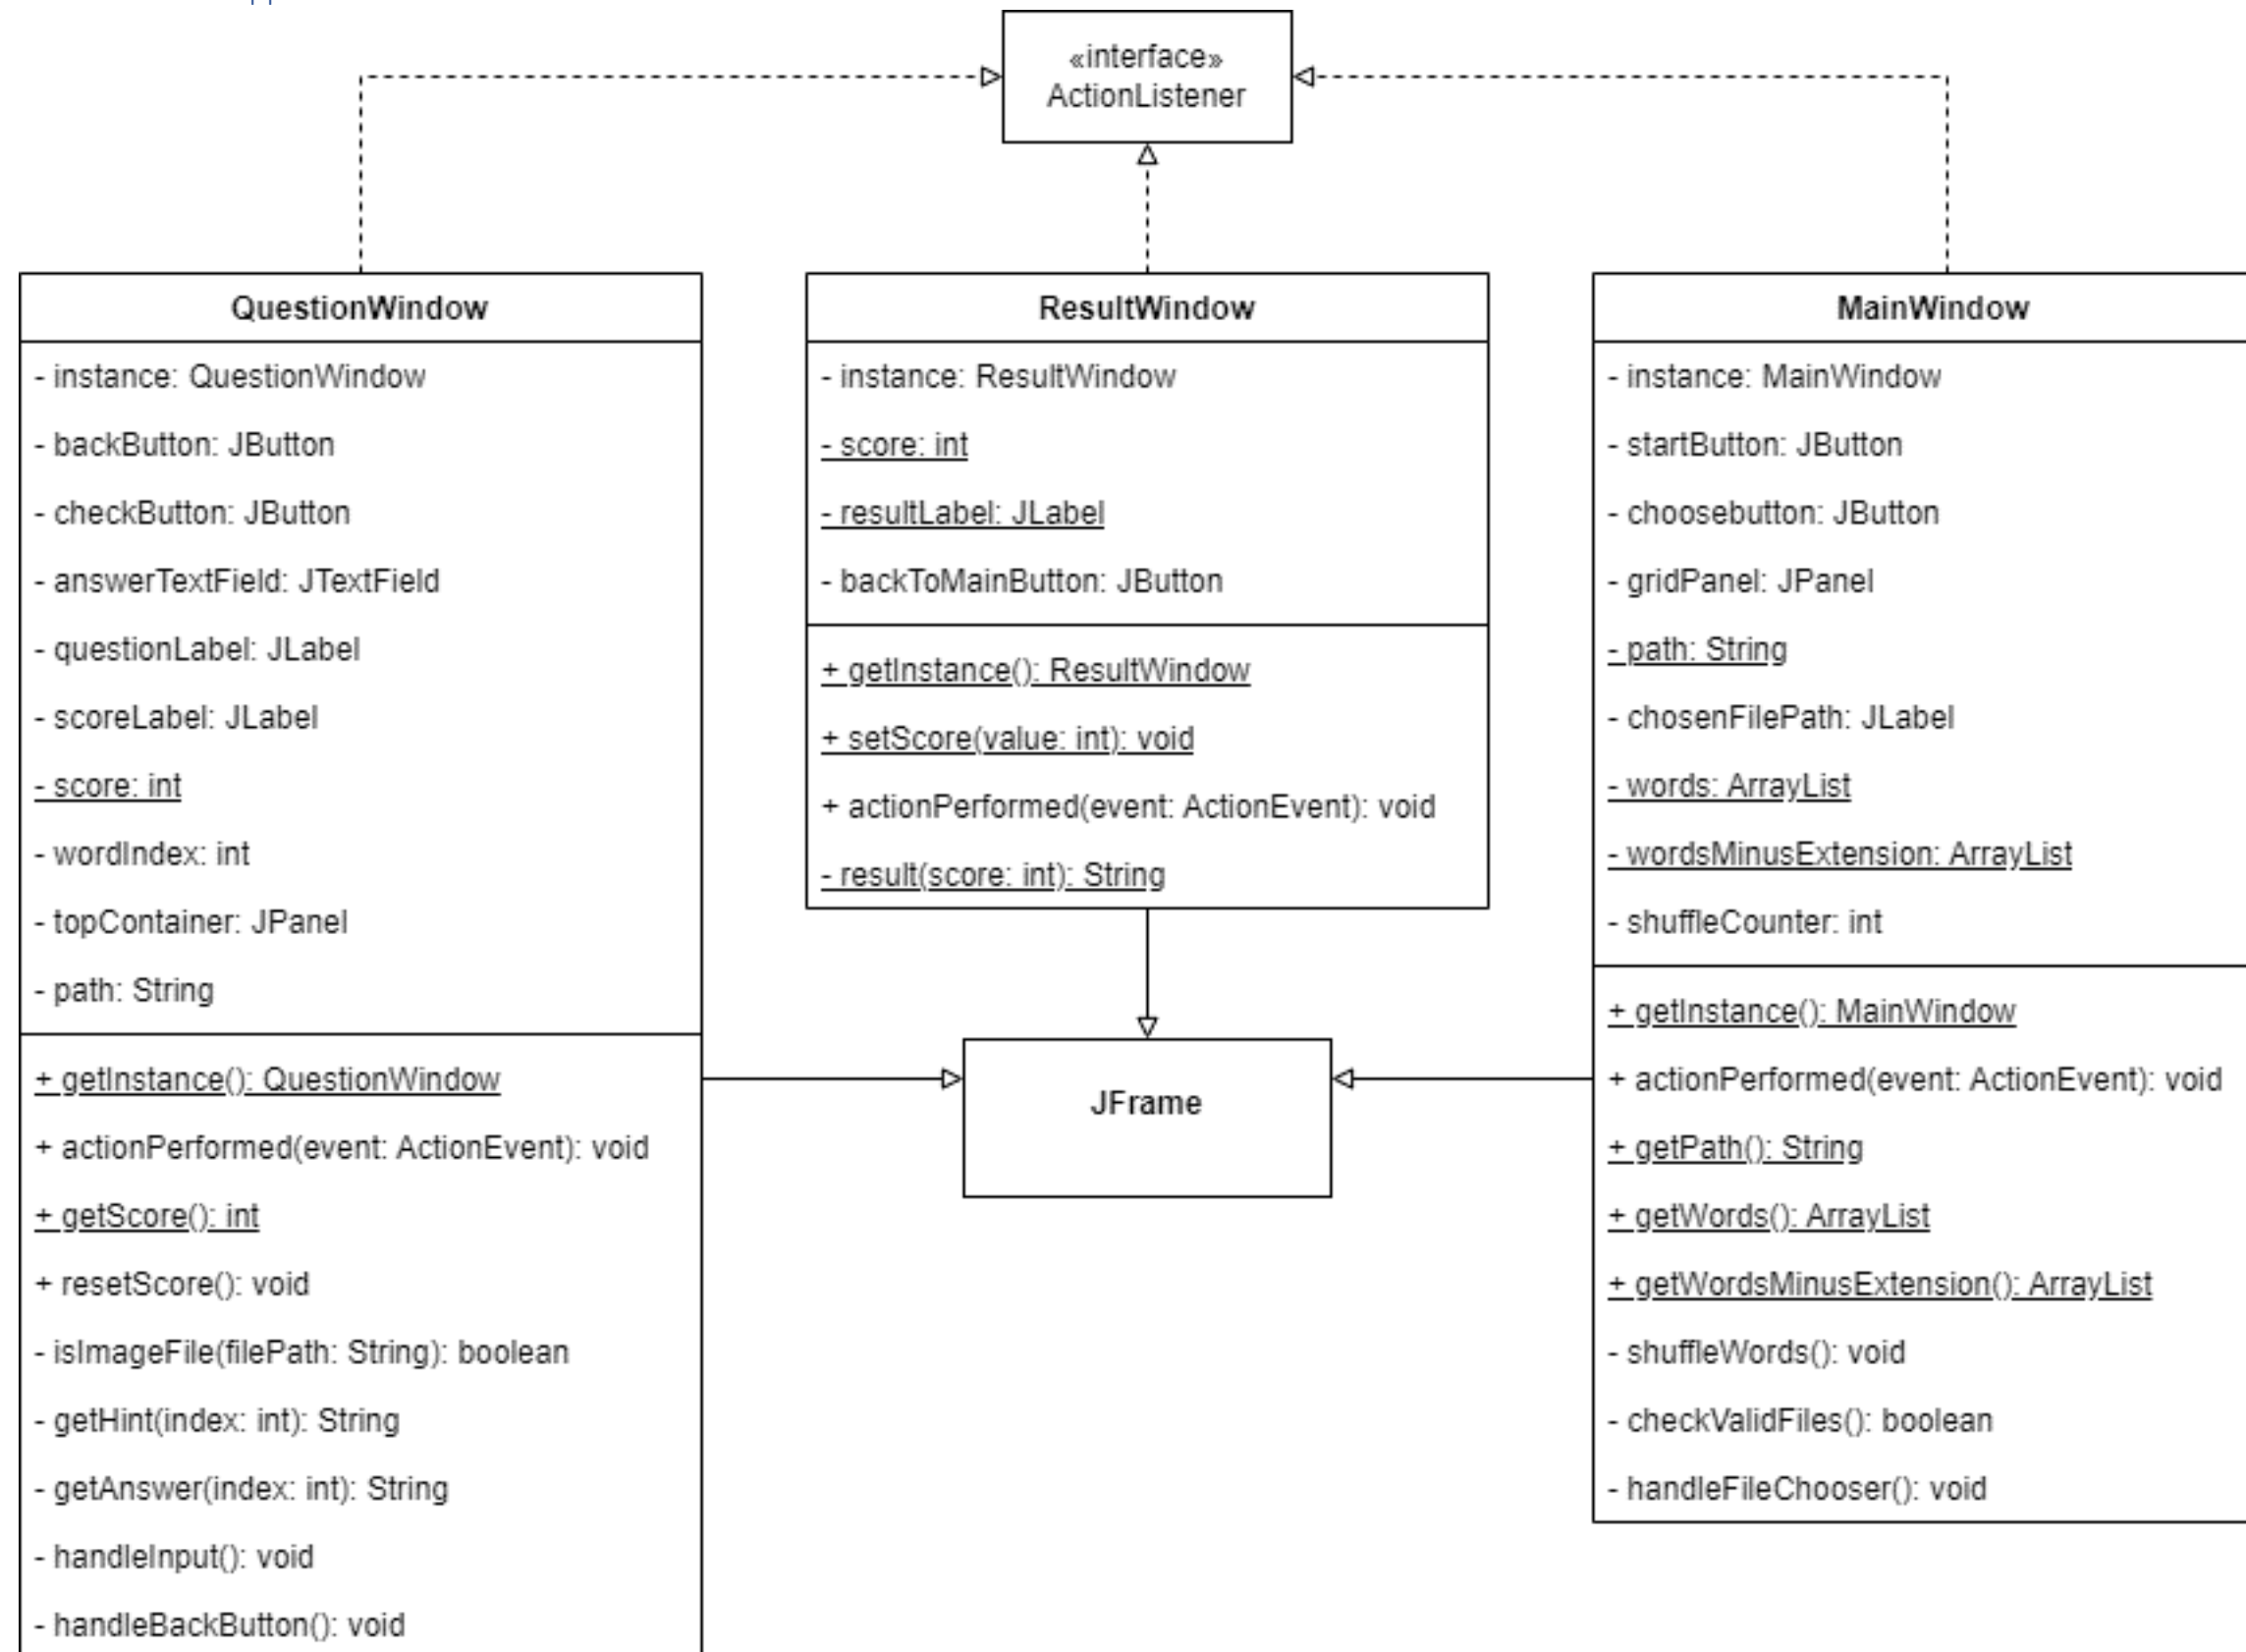 «interface»
ActionListener
QuestionWindow
- instance: QuestionWindow
- backButton: JButton
- checkButton: JButton
- answerTextField: JTextField
- questionLabel: JLabel
- scoreLabel: JLabel
- score: int
- wordIndex: int
- topContainer: JPanel
- path: String
+ getInstance(): QuestionWindow
+ actionPerformed(event: ActionEvent): void
+ getScore(): int
+ resetScore(): void
- isImageFile(filePath: String): boolean
- getHint(index: int): String
- getAnswer(index: int): String
- handleInput(): void
- handleBackButton(): void
ResultWindow
- instance: ResultWindow
- score: int
- resultLabel: JLabel
- backToMainButton: JButton
+ getInstance(): ResultWindow
+ setScore(value: int): void
+ actionPerformed(event: ActionEvent): void
- result(score: int): String
JFrame
MainWindow
- instance: MainWindow
- startButton: JButton
- choosebutton: JButton
- gridPanel: JPanel
- path: String
- chosenFilePath: JLabel
- words: ArrayList
- wordsMinusExtension: ArrayList
- shuffleCounter: int
+ getInstance(): MainWindow
+ actionPerformed(event: ActionEvent): void
+ getPath(): String
+ getWords(): ArrayList
+ getWordsMinusExtension(): ArrayList
- shuffleWords(): void
- checkValidFiles(): boolean
- handleFileChooser(): void